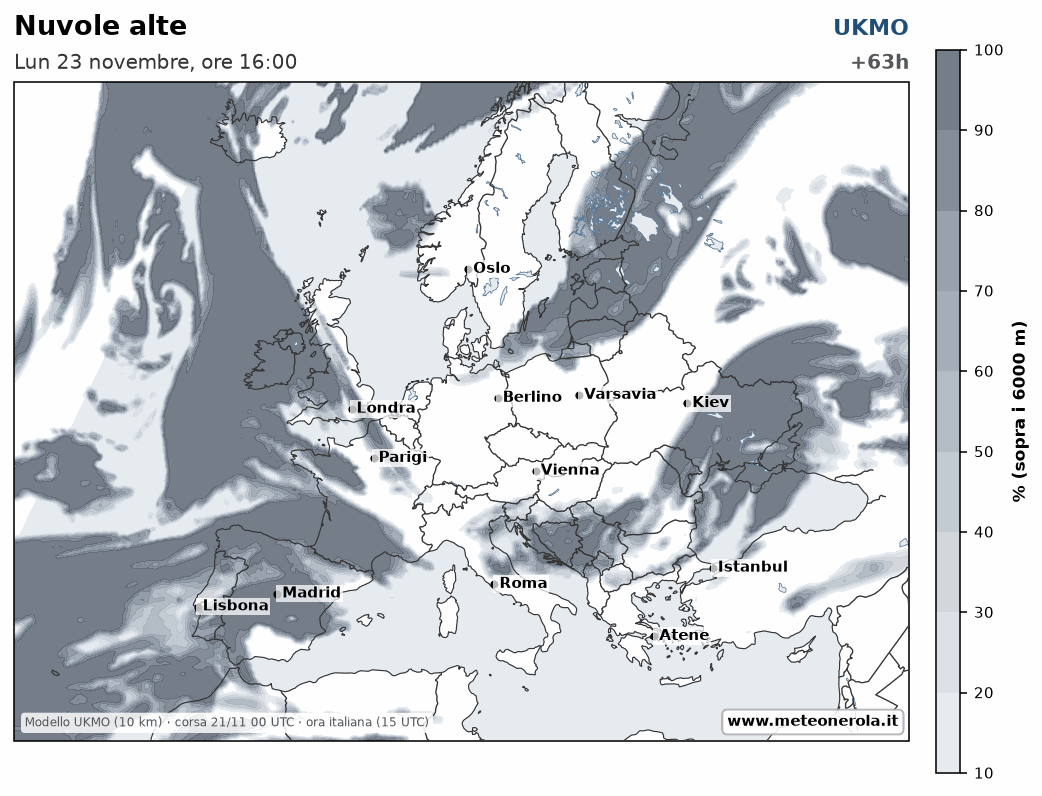 Nuvole alte
UKMO
Lun 23 novembre, ore 16:00
+63h
100
90
80
70
60
50
40
30
20
10
% (sopra i 6000 m)
Oslo
Londra
Berlino
Varsavia
Kiev
Parigi
Vienna
Istanbul
Roma
Madrid
Lisbona
Atene
Modello UKMO (10 km) · corsa 21/11 00 UTC · ora italiana (15 UTC)
www.meteonerola.it